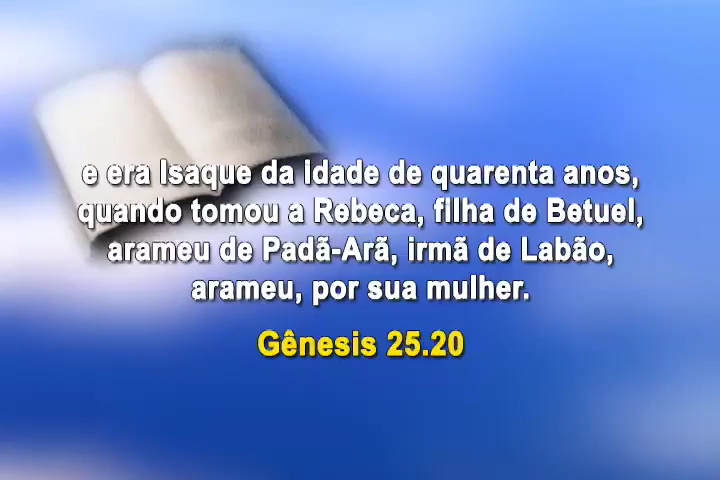 e era Isaque da idade de quarenta anos,
quando tomou a Rebeca, filha de Betuel,
arameu de Padã-Arã, irmã de Labão,
arameu, por sua mulher.
Gênesis 25.20